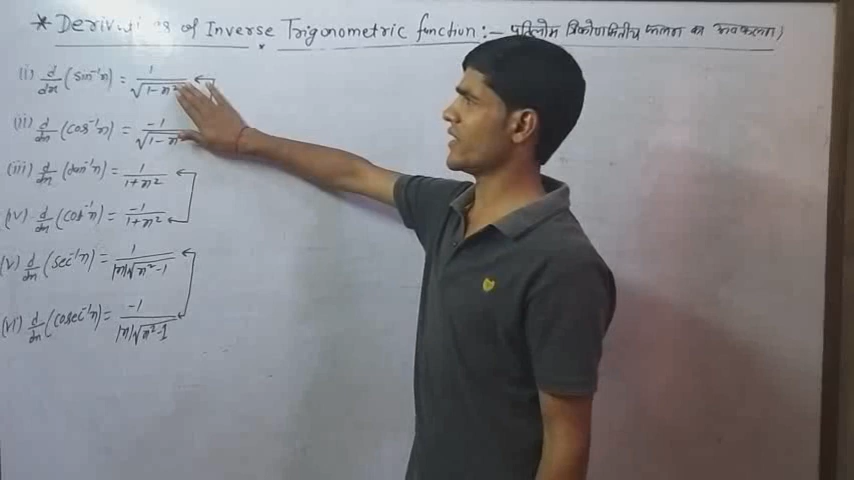 * Derivatives of Inverse Trigonometric function :- प्रतिलोम त्रिकोणमितीय फलन का अवकलन)
(i) d/dx (sin⁻¹x) = 1/√(1-x²)
(ii) d/dx (cos⁻¹x) = -1/√(1-x²)
(iii) d/dx (tan⁻¹x) = 1/(1+x²)
(iv) d/dx (cot⁻¹x) = -1/(1+x²)
(v) d/dx (sec⁻¹x) = 1/(|x|√(x²-1))
(vi) d/dx (cosec⁻¹x) = -1/(|x|√(x²-1))